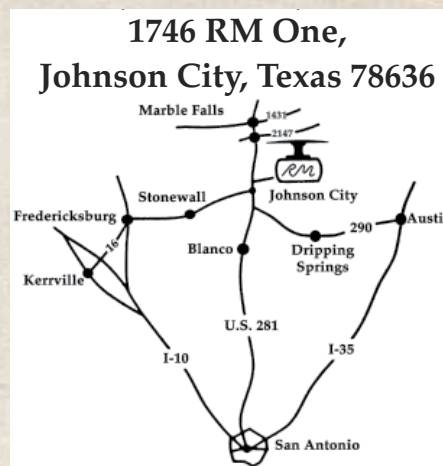 1746 RM One,
Johnson City, Texas 78636
Marble Falls
1431
2147
RM
Stonewall
Johnson City
Fredericksburg
16
290
Austi
Blanco
Dripping
Springs
Kerrville
U.S. 281
I-10
I-35
San Antonio